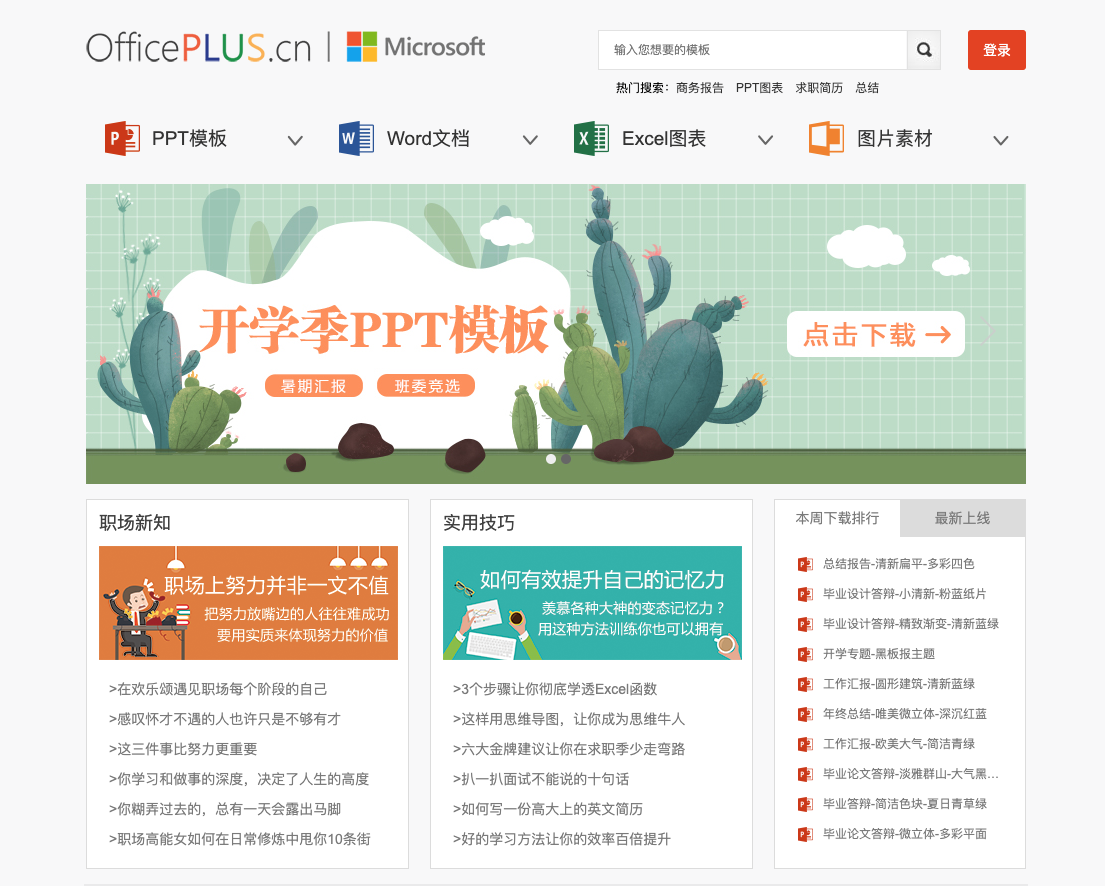 OfficePLUS.cn | Microsoft
输入您想要的模板
登录
热门搜索: 商务报告 PPT图表 求职简历 总结
PPT模板
Word文档
Excel图表
图片素材
开学季PPT模板
暑期汇报 班委竞选
点击下载 →
职场新知
职场上努力并非一文不值
把努力放嘴边的人往往难成功
要用实质来体现努力的价值
>在欢乐颂遇见职场每个阶段的自己
>感叹怀才不遇的人也许只是不够有才
>这三件事比努力更重要
>你学习和做事的深度，决定了人生的高度
>你糊弄过去的，总有一天会露出马脚
>职场高能女如何在日常修炼中甩你10条街
实用技巧
如何有效提升自己的记忆力
羡慕各种大神的变态记忆力？
用这种方法训练你也可以拥有
>3个步骤让你彻底学透Excel函数
>这样用思维导图，让你成为思维牛人
>六大金牌建议让你在求职季少走弯路
>扒一扒面试不能说的十句话
>如何写一份高大上的英文简历
>好的学习方法让你的效率百倍提升
本周下载排行 最新上线
总结报告-清新扁平-多彩四色
毕业设计答辩-小清新-粉蓝纸片
毕业设计答辩-精致渐变-清新蓝绿
开学专题-黑板报主题
工作汇报-圆形建筑-清新蓝绿
年终总结-唯美微立体-深沉红蓝
工作汇报-欧美大气-简洁青绿
毕业论文答辩-淡雅群山-大气黑...
毕业答辩-简洁色块-夏日青草绿
毕业论文答辩-微立体-多彩平面